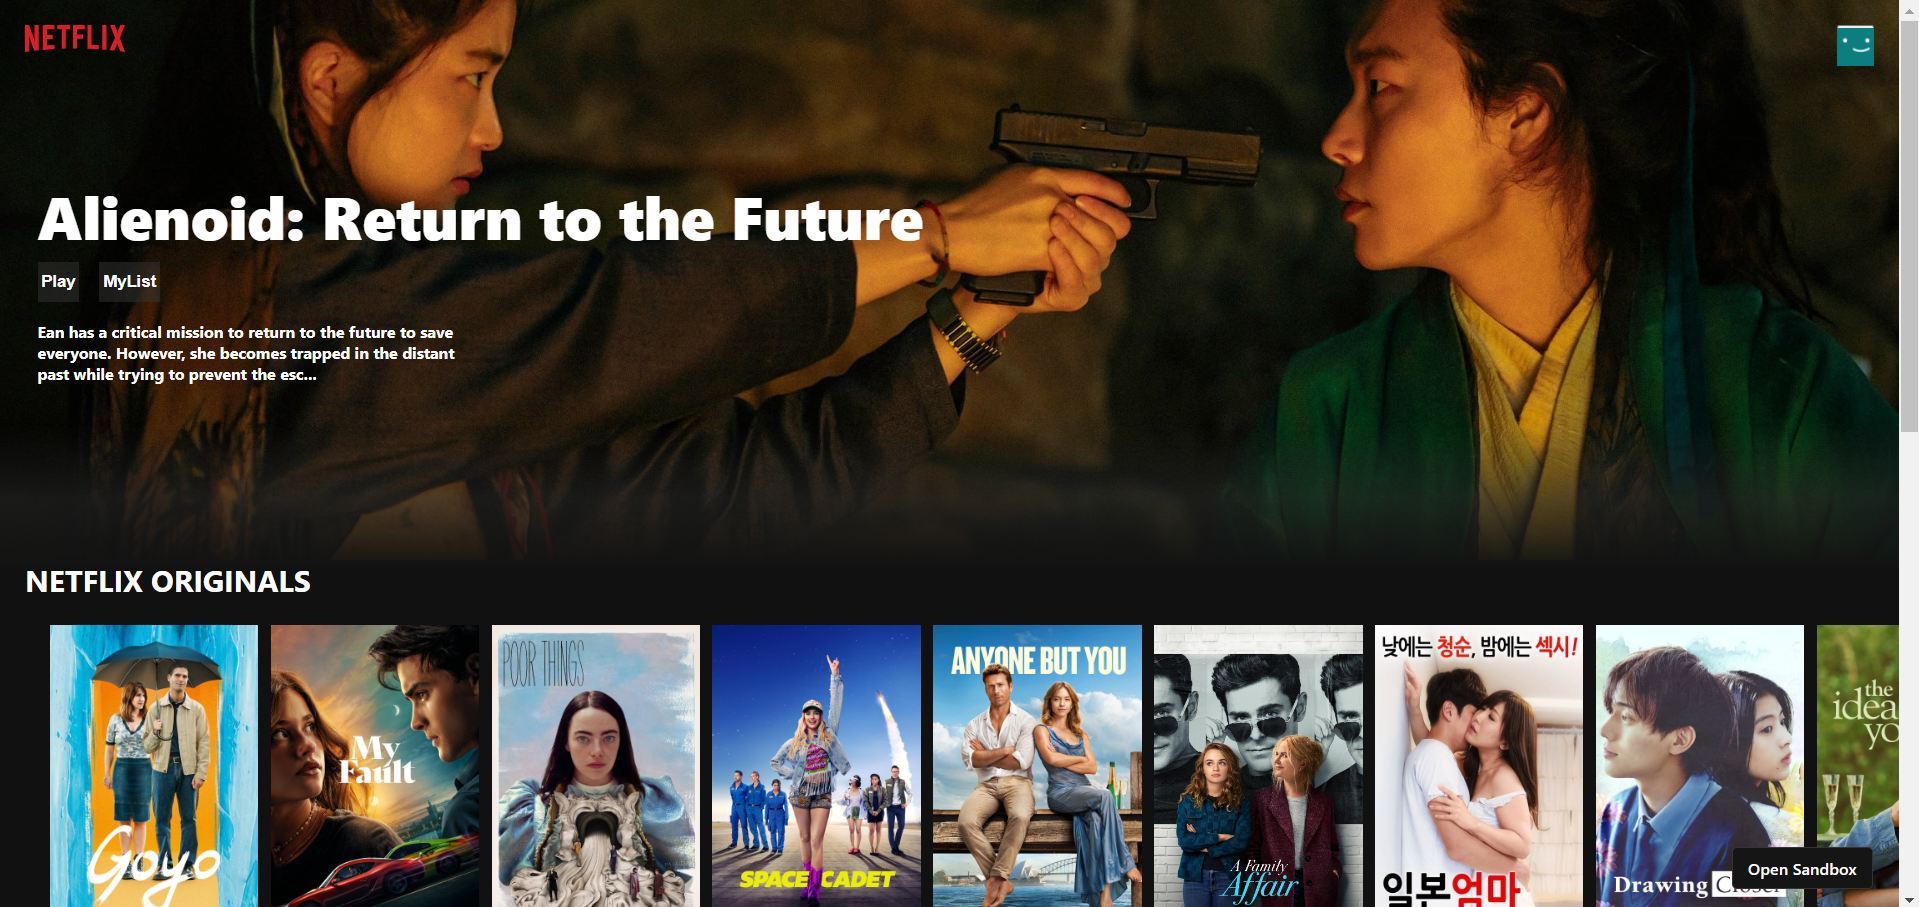 NETFLIX
Alienoid: Return to the Future
Play
MyList
Ean has a critical mission to return to the future to save
everyone. However, she becomes trapped in the distant
past while trying to prevent the esc...
NETFLIX ORIGINALS
Goyo
My
Fault
POOR THINGS
SPACE CADET
ANYONE BUT YOU
A Family
Affair
낮에는 청순, 밤에는 섹시!
일본엄마
Drawing
the
idea
yo
Open Sandbox